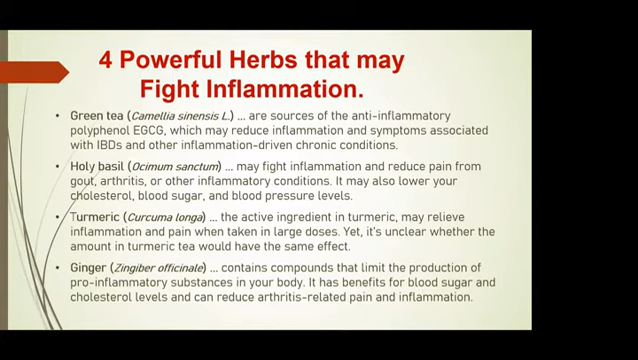 4 Powerful Herbs that may
Fight Inflammation.
• Green tea (Camellia sinensis L.) ... are sources of the anti-inflammatory
polyphenol EGCG, which may reduce inflammation and symptoms associated
with IBDs and other inflammation-driven chronic conditions.
• Holy basil (Ocimum sanctum) ... may fight inflammation and reduce pain from
gout, arthritis, or other inflammatory conditions. It may also lower your
cholesterol, blood sugar, and blood pressure levels.
• Turmeric (Curcuma longa) ... the active ingredient in turmeric, may relieve
inflammation and pain when taken in large doses. Yet, it's unclear whether the
amount in turmeric tea would have the same effect.
• Ginger (Zingiber officinale) ... contains compounds that limit the production of
pro-inflammatory substances in your body. It has benefits for blood sugar and
cholesterol levels and can reduce arthritis-related pain and inflammation.